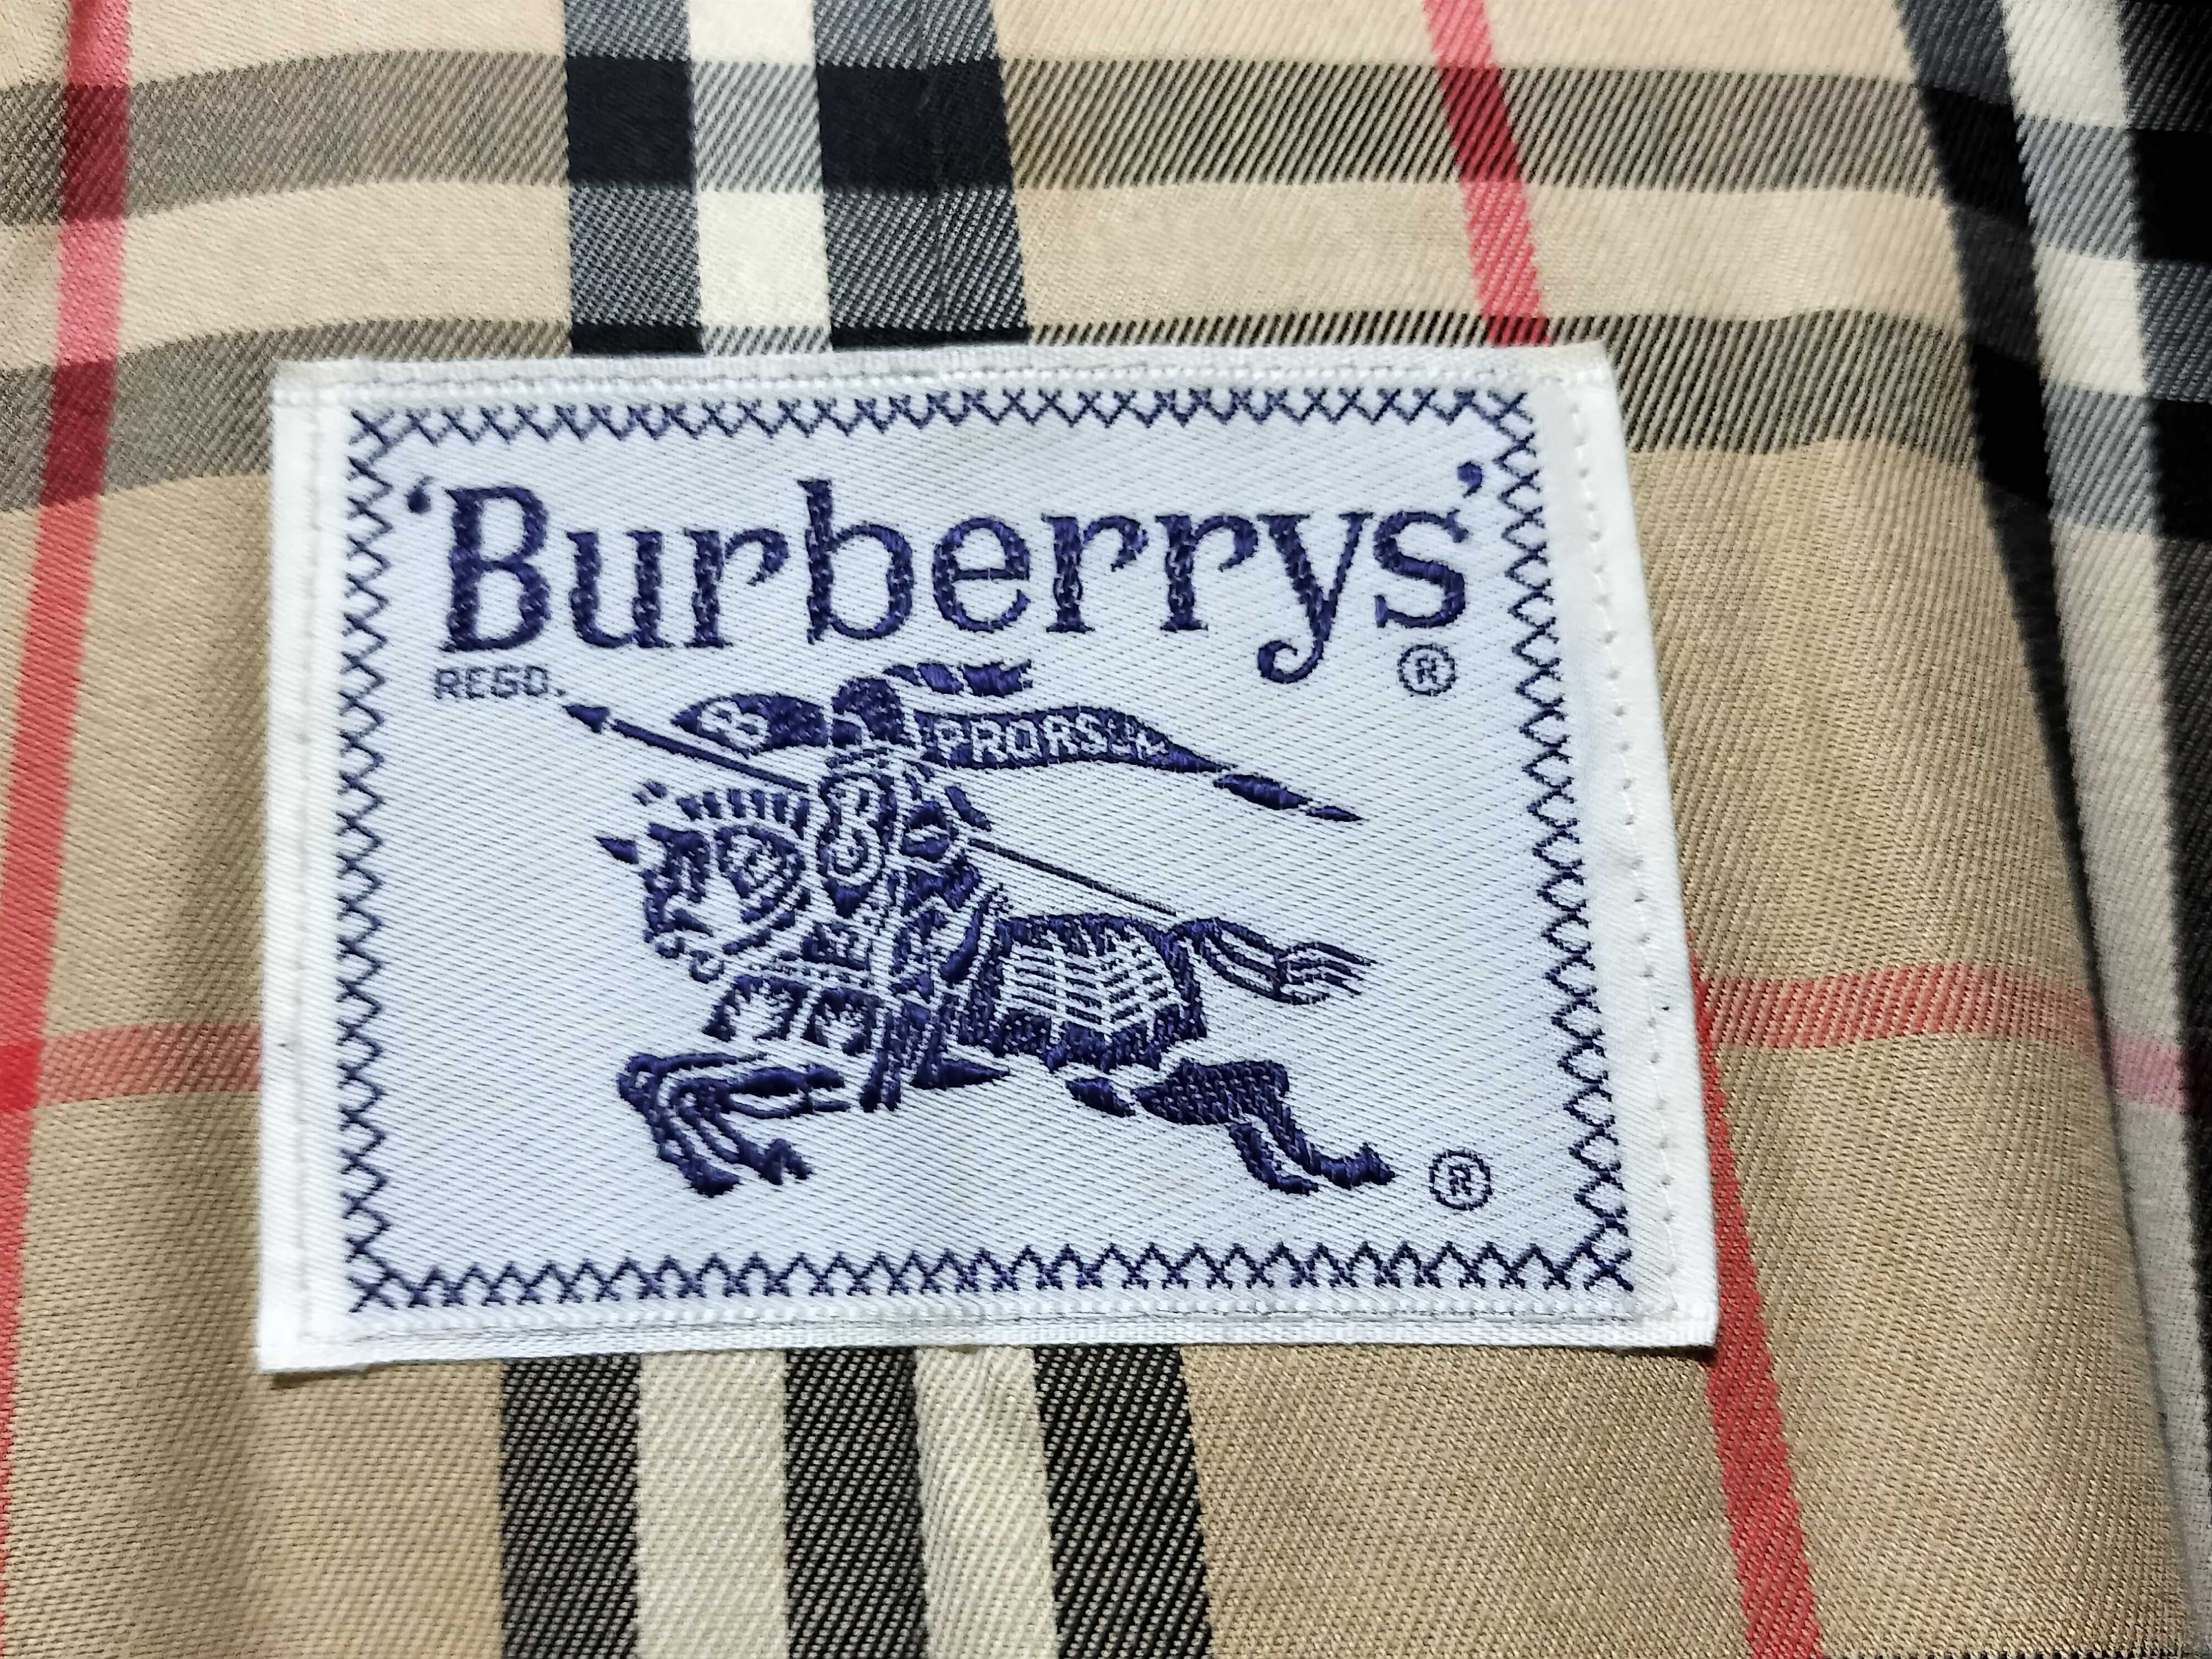 ‘Burberrys’
REGD. ®
PRORSUM
B
®